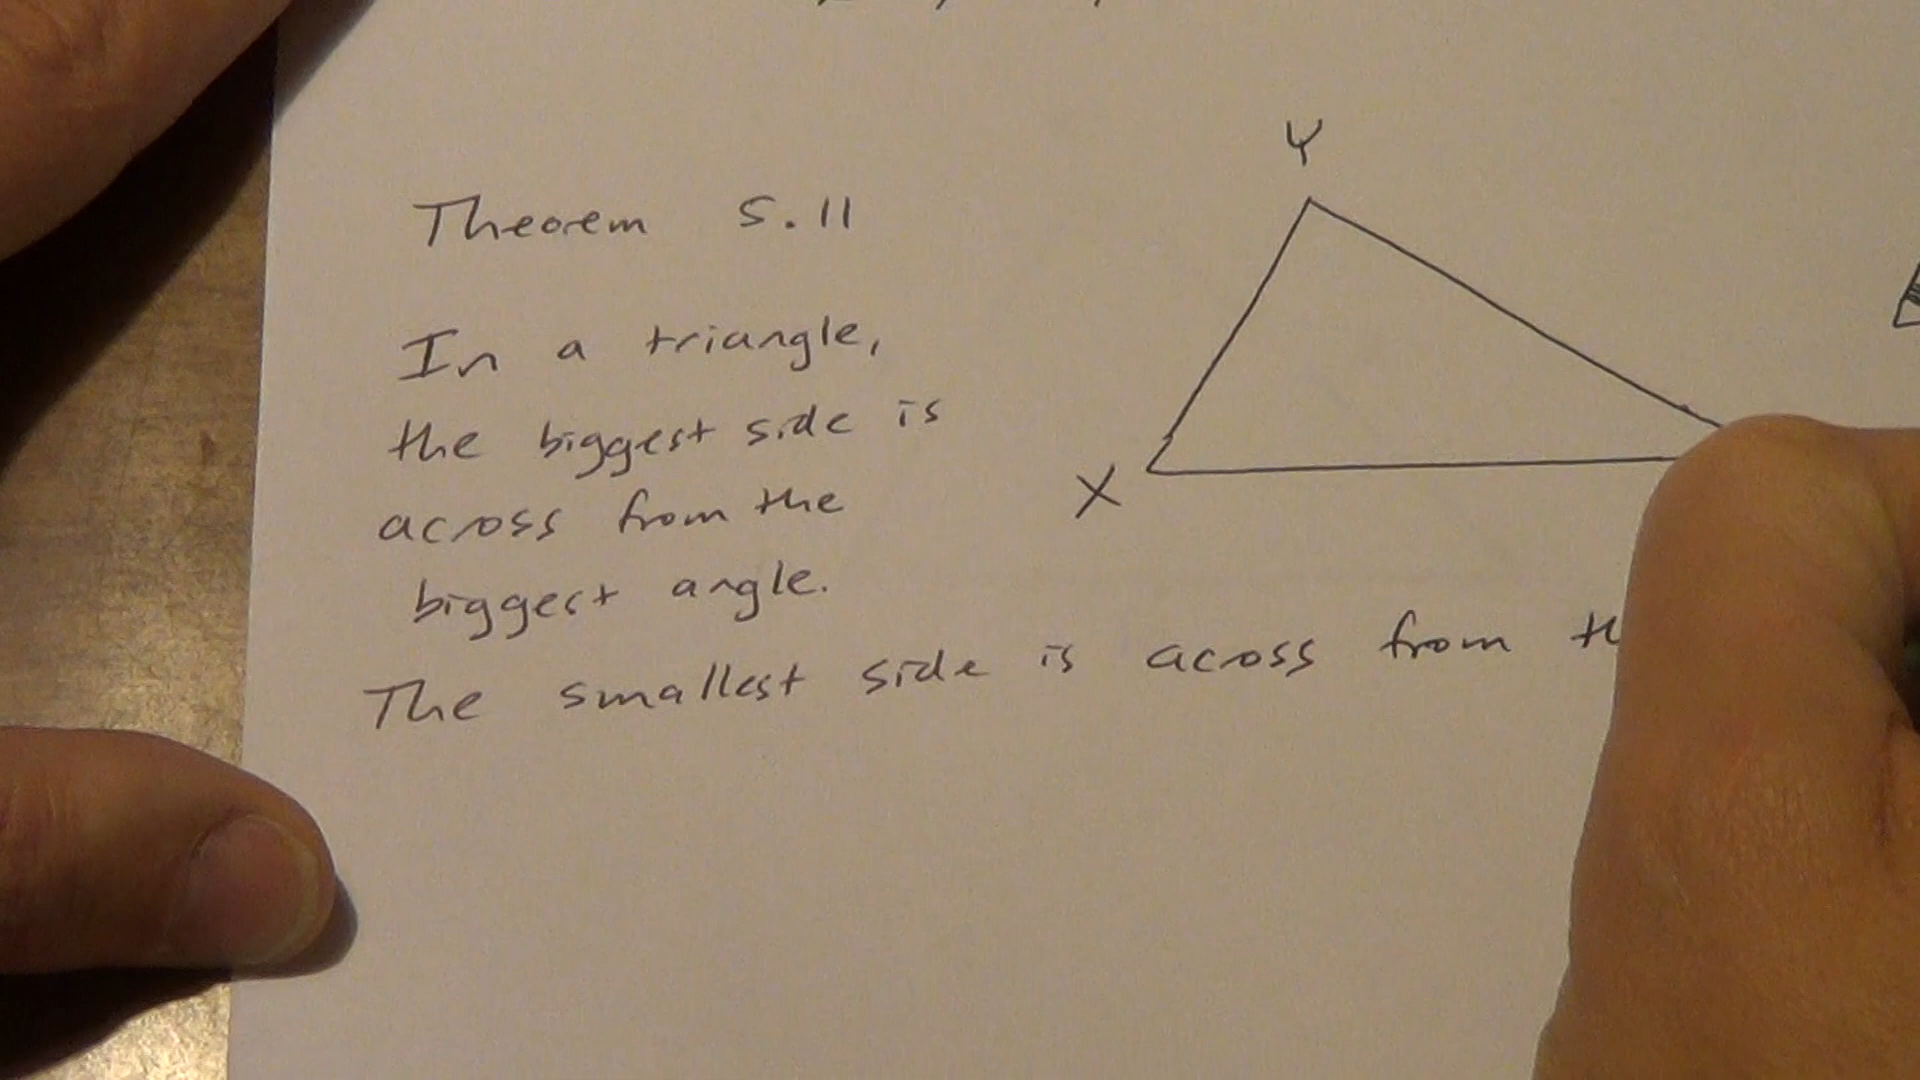 Theorem 5.11
In a triangle,
the biggest side is
across from the
biggest angle.
The smallest side is acoss from
Y
X